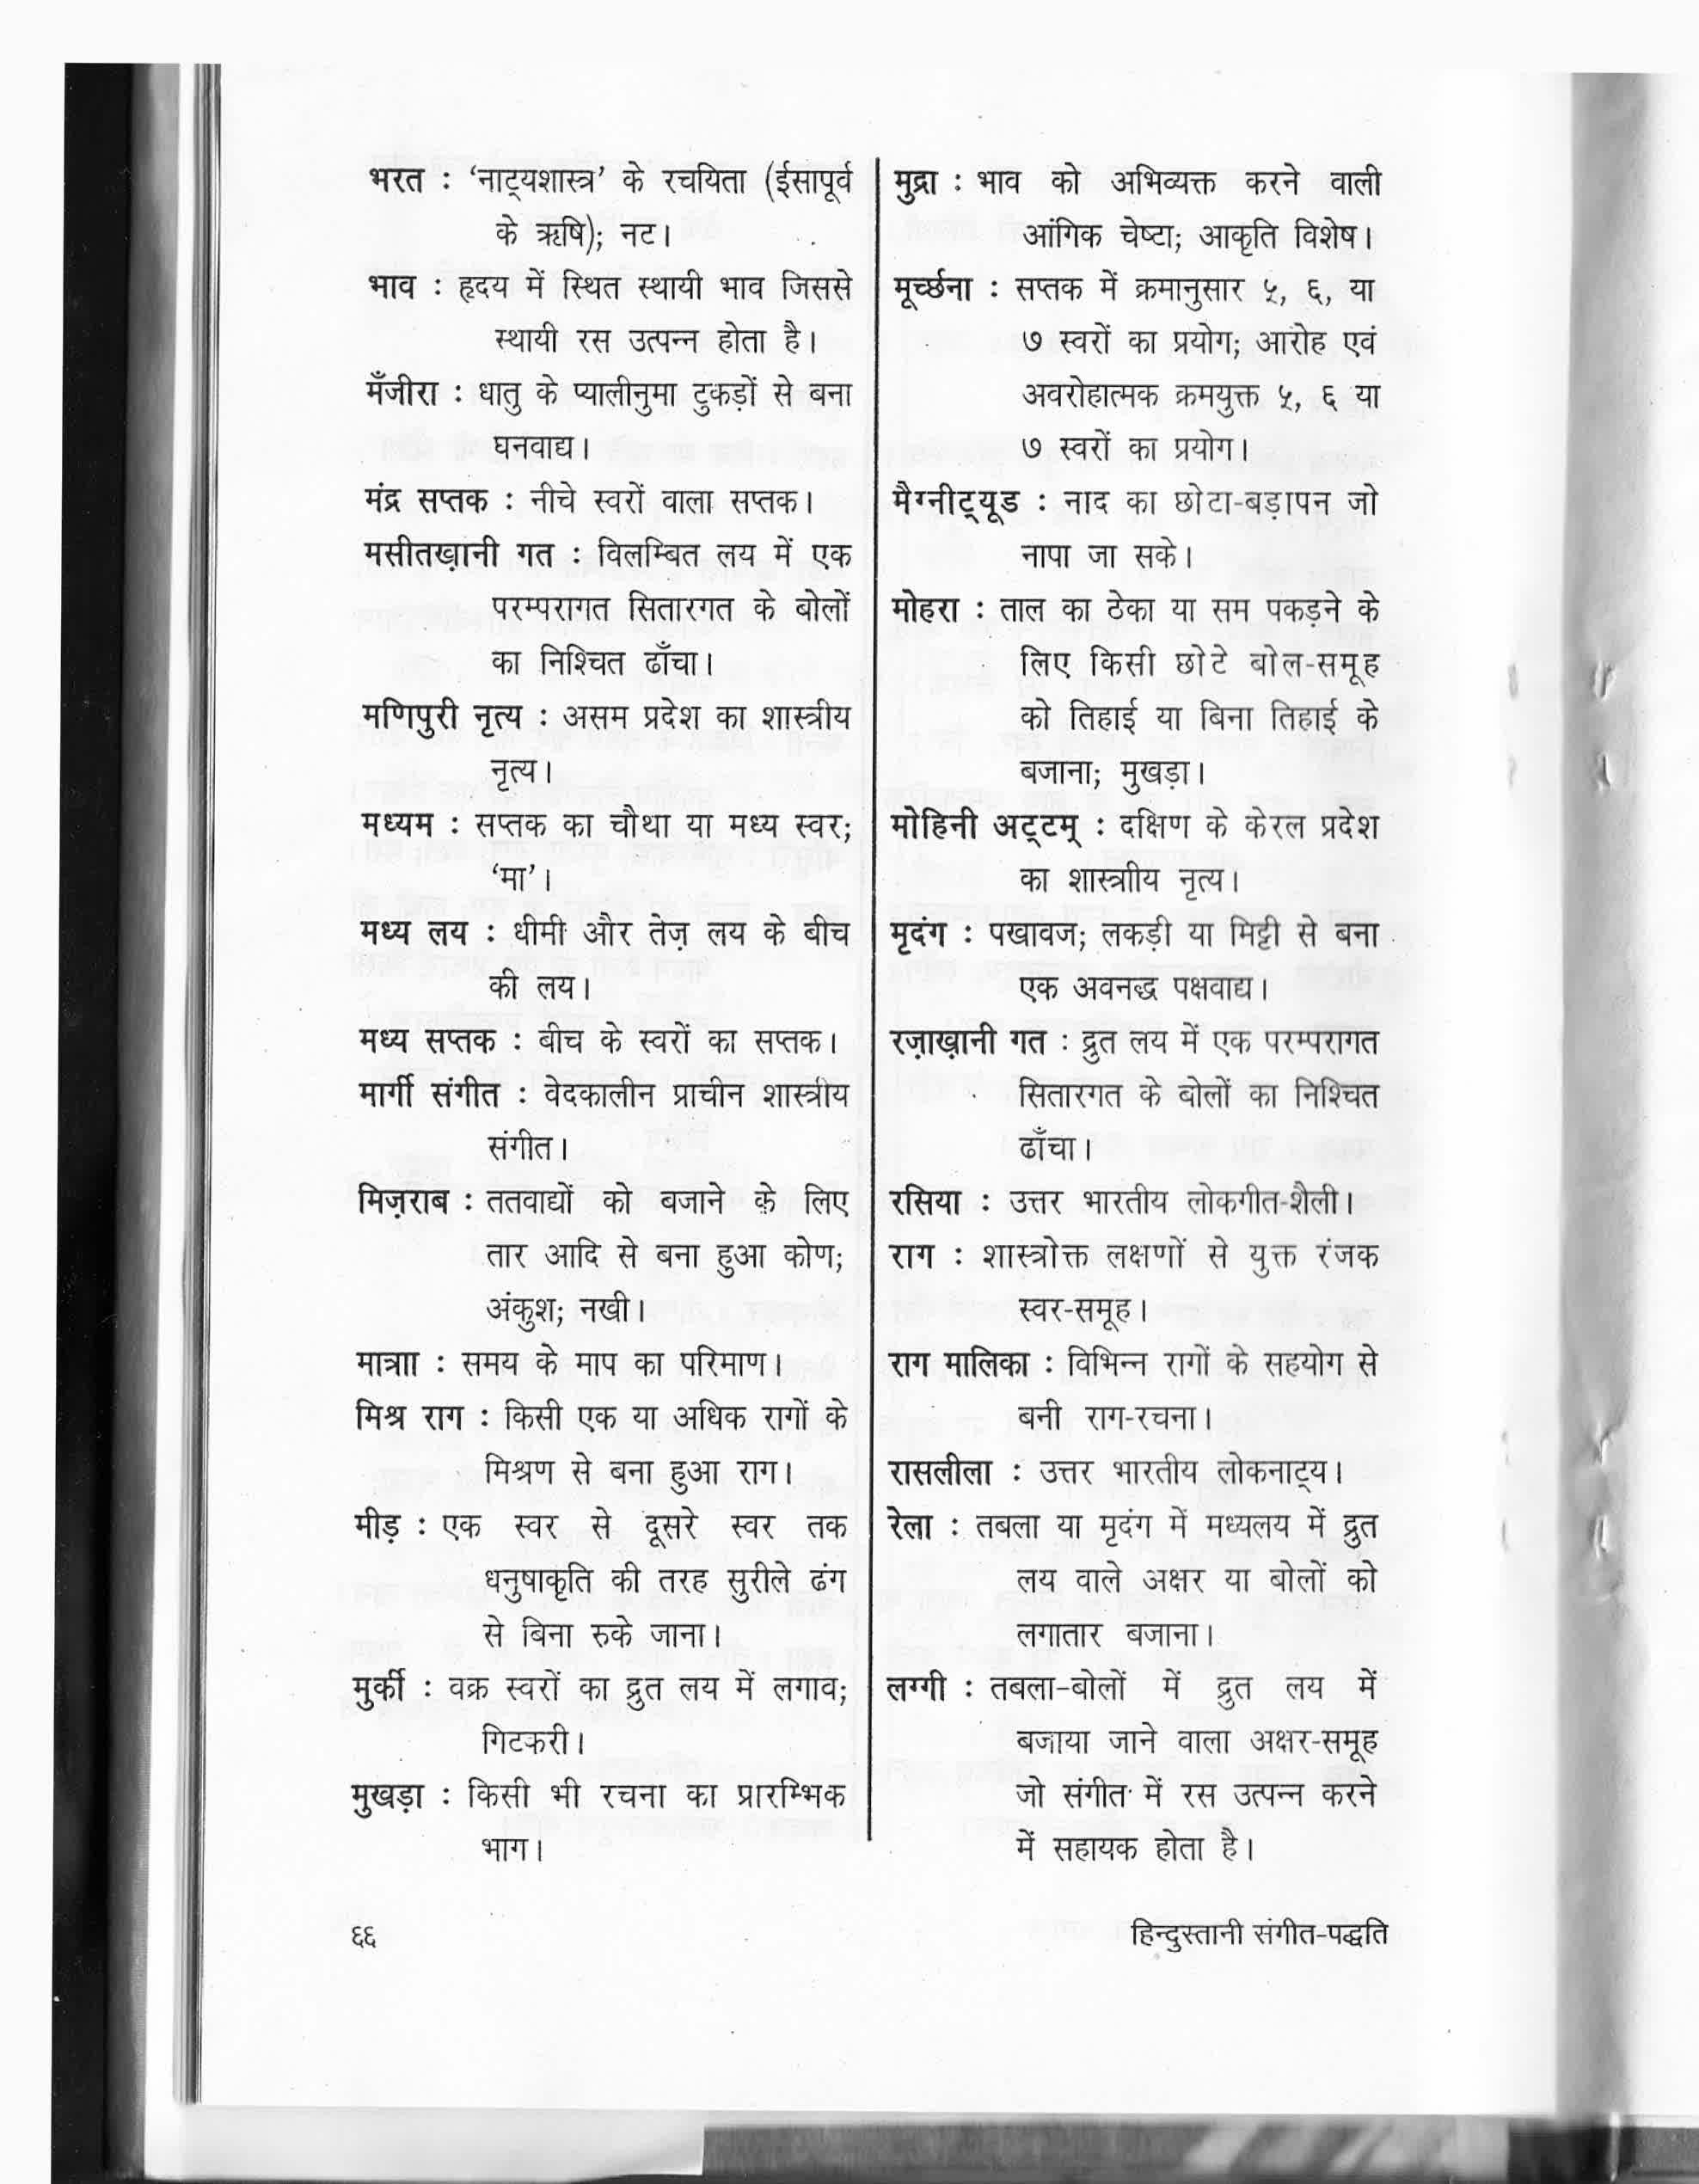 भरत : ‘नाट्यशास्त्र’ के रचयिता (ईसापूर्व
के ऋषि); नट।
भाव : हृदय में स्थित स्थायी भाव जिससे
स्थायी रस उत्पन्न होता है।
मँजीरा : धातु के प्यालीनुमा टुकड़ों से बना
घनवाद्य।
मंद्र सप्तक : नीचे स्वरों वाला सप्तक।
मसीतख़ानी गत : विलम्बित लय में एक
परम्परागत सितारगत के बोलों
का निश्चित ढाँचा।
मणिपुरी नृत्य : असम प्रदेश का शास्त्रीय
नृत्य।
मध्यम : सप्तक का चौथा या मध्य स्वर;
‘मा’।
मध्य लय : धीमी और तेज़ लय के बीच
की लय।
मध्य सप्तक : बीच के स्वरों का सप्तक।
मार्गी संगीत : वेदकालीन प्राचीन शास्त्रीय
संगीत।
मिज़राब : ततवाद्यों को बजाने के लिए
तार आदि से बना हुआ कोण;
अंकुश; नखी।
मात्राा : समय के माप का परिमाण।
मिश्र राग : किसी एक या अधिक रागों के
मिश्रण से बना हुआ राग।
मीड़ : एक स्वर से दूसरे स्वर तक
धनुषाकृति की तरह सुरीले ढंग
से बिना रुके जाना।
मुर्की : वक्र स्वरों का द्रुत लय में लगाव;
गिटकरी।
मुखड़ा : किसी भी रचना का प्रारम्भिक
भाग।
मुद्रा : भाव को अभिव्यक्त करने वाली
आंगिक चेष्टा; आकृति विशेष।
मूर्च्छना : सप्तक में क्रमानुसार ५, ६, या
७ स्वरों का प्रयोग; आरोह एवं
अवरोहात्मक क्रमयुक्त ५, ६ या
७ स्वरों का प्रयोग।
मैग्नीट्यूड : नाद का छोटा-बड़ापन जो
नापा जा सके।
मोहरा : ताल का ठेका या सम पकड़ने के
लिए किसी छोटे बोल-समूह
को तिहाई या बिना तिहाई के
बजाना; मुखड़ा।
मोहिनी अट्टम् : दक्षिण के केरल प्रदेश
का शास्त्राीय नृत्य।
मृदंग : पखावज; लकड़ी या मिट्टी से बना
एक अवनद्ध पक्षवाद्य।
रज़ाख़ानी गत : द्रुत लय में एक परम्परागत
सितारगत के बोलों का निश्चित
ढाँचा।
रसिया : उत्तर भारतीय लोकगीत-शैली।
राग : शास्त्रोक्त लक्षणों से युक्त रंजक
स्वर-समूह।
राग मालिका : विभिन्न रागों के सहयोग से
बनी राग-रचना।
रासलीला : उत्तर भारतीय लोकनाट्य।
रेला : तबला या मृदंग में मध्यलय में द्रुत
लय वाले अक्षर या बोलों को
लगातार बजाना।
लग्गी : तबला-बोलों में द्रुत लय में
बजाया जाने वाला अक्षर-समूह
जो संगीत में रस उत्पन्न करने
में सहायक होता है।
६६
हिन्दुस्तानी संगीत-पद्धति